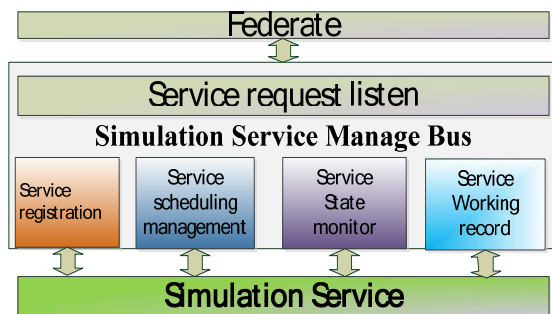 Federate
Service request listen
Simulation Service Manage Bus
Service
registration
Service
scheduling
management
Service
State
monitor
Service
Working
record
Simulation Service